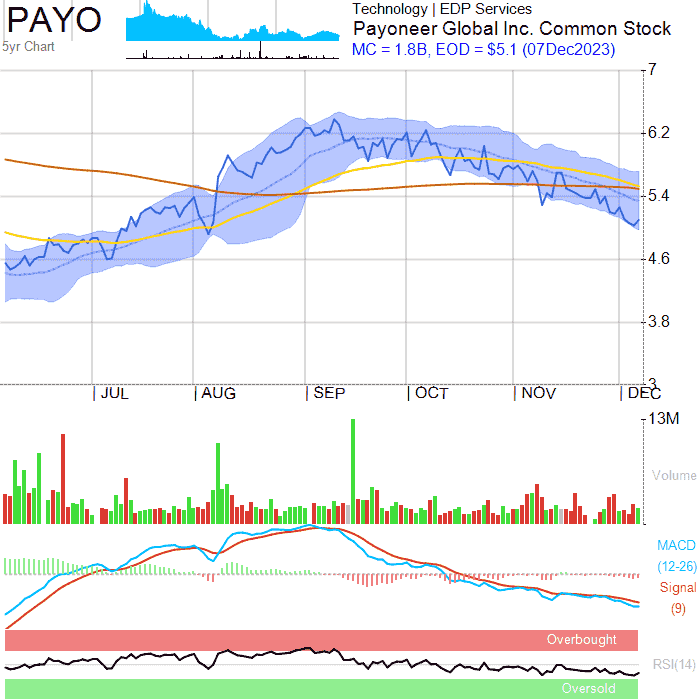 PAYO
5yr Chart
Technology | EDP Services
Payoneer Global Inc. Common Stock
MC = 1.8B, EOD = $5.1 (07Dec2023)
7
6.2
5.4
4.6
3.8
3
JUL AUG SEP OCT NOV DEC
13M
Volume
MACD
(12-26)
Signal
(9)
Overbought
RSI(14)
Oversold